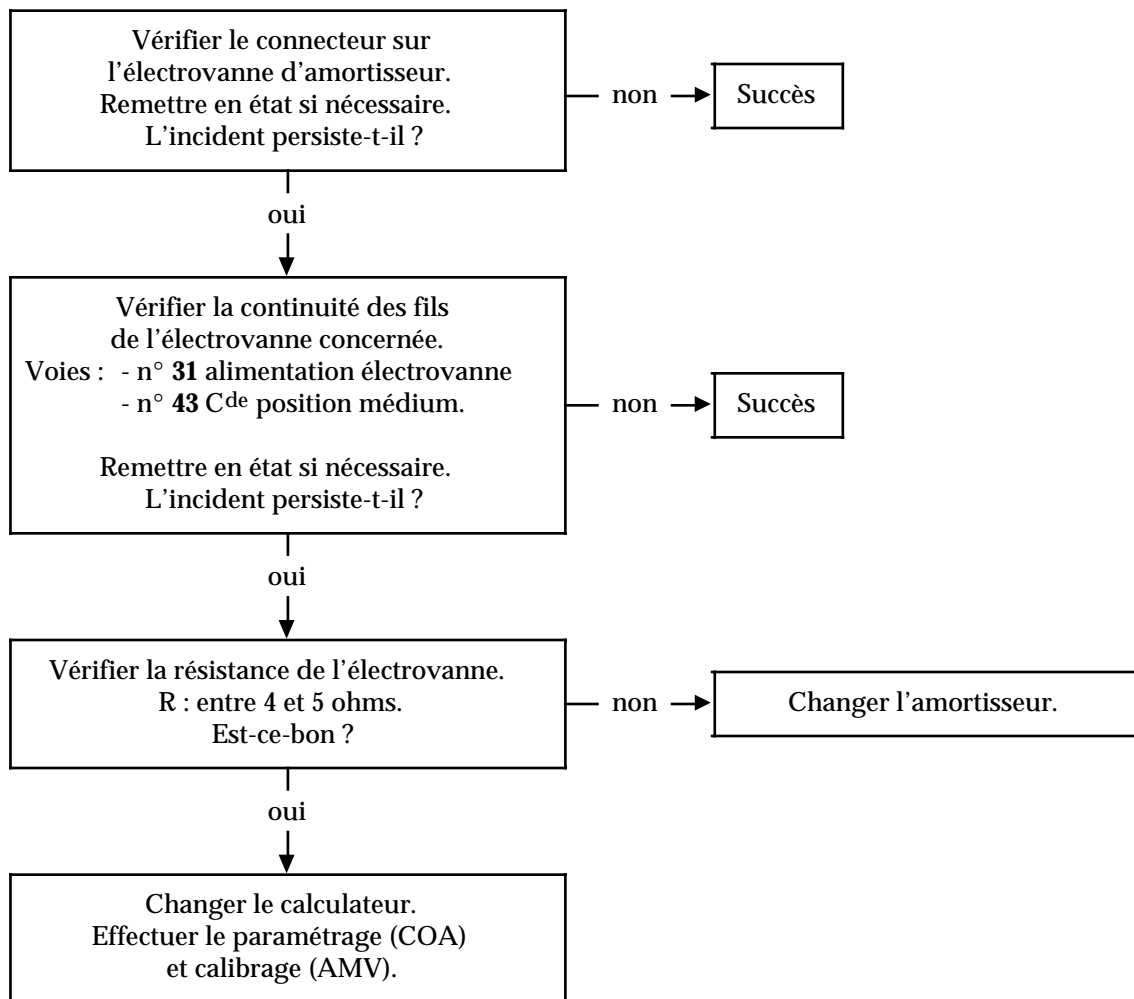 Vérifier le connecteur sur
l'électrovanne d'amortisseur.
Remettre en état si nécessaire.
L'incident persiste-t-il ?
non
Succès
oui
Vérifier la continuité des fils
de l'électrovanne concernée.
Voies : - n° 31 alimentation électrovanne
- n° 43 Cde position médium.
Remettre en état si nécessaire.
L'incident persiste-t-il ?
non
Succès
oui
Vérifier la résistance de l'électrovanne.
R : entre 4 et 5 ohms.
Est-ce-bon ?
non
Changer l'amortisseur.
oui
Changer le calculateur.
Effectuer le paramétrage (COA)
et calibrage (AMV).